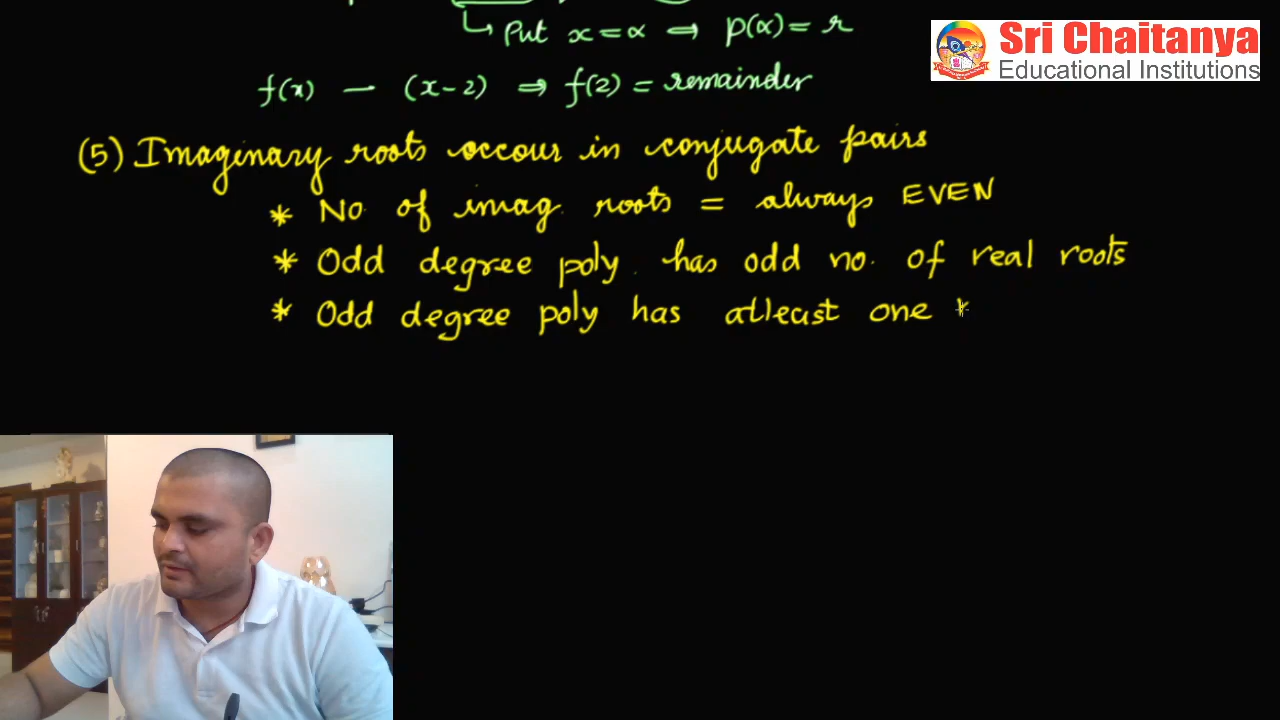 Put x = α ⇒ p(α) = r
Sri Chaitanya
Educational Institutions
f(x) — (x-2) ⇒ f(2) = remainder
(5) Imaginary roots occur in conjugate pairs
* No. of imag. roots = always EVEN
* Odd degree poly. has odd no. of real roots
* Odd degree poly has atleast one